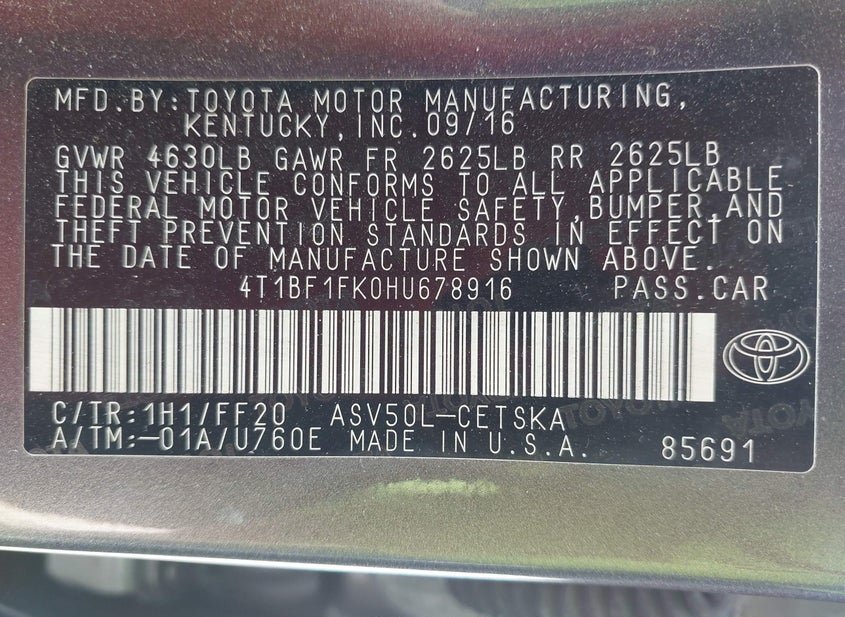 MFD.BY:TOYOTA MOTOR MANUFACTURING,
KENTUCKY,INC.09/16
GVWR 4630LB GAWR FR 2625LB RR 2625LB
THIS VEHICLE CONFORMS TO ALL APPLICABLE
FEDERAL MOTOR VEHICLE SAFETY,BUMPER,AND
THEFT PREVENTION STANDARDS IN EFFECT ON
THE DATE OF MANUFACTURE SHOWN ABOVE.
4T1BF1FK0HU678916 PASS.CAR
C/TR:1H1/FF20 ASV50L-CETSKA
A/TM:-01A/U760E MADE IN U.S.A. 85691